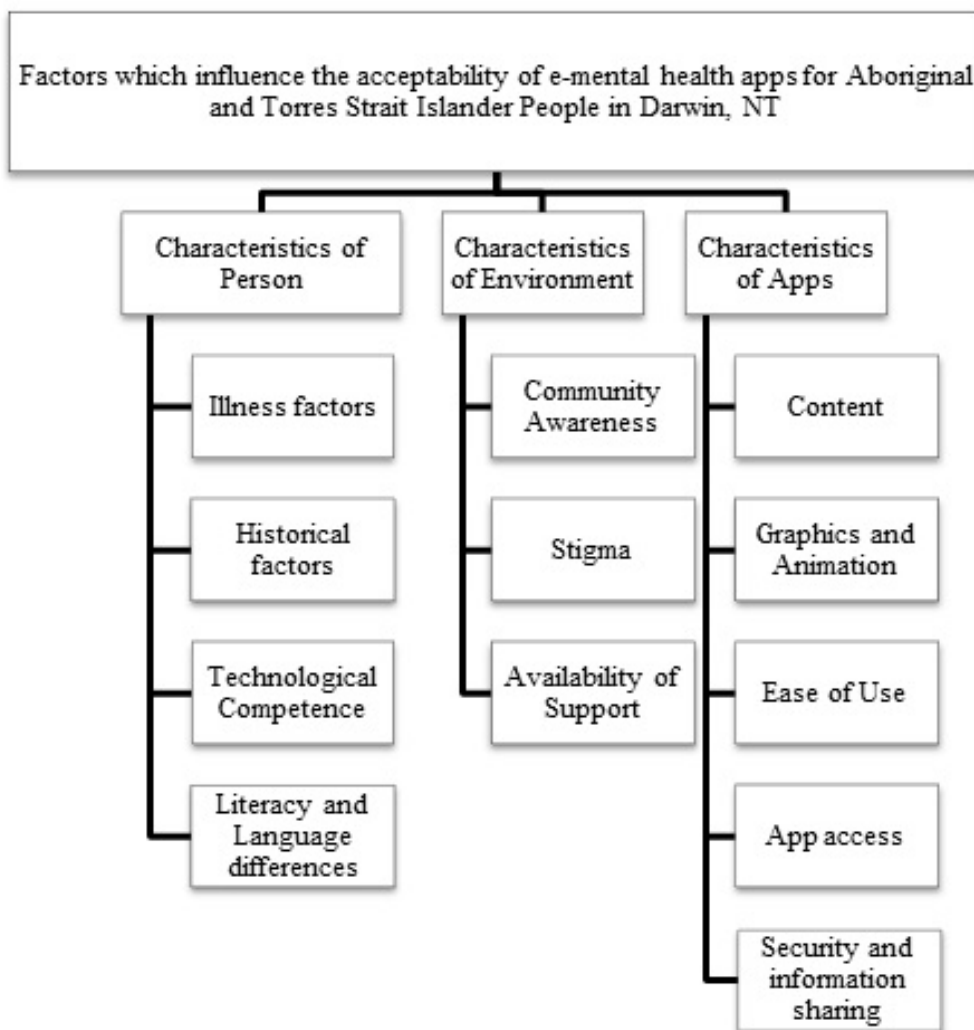 Factors which influence the acceptability of e-mental health apps for Aboriginal
and Torres Strait Islander People in Darwin, NT
Characteristics of
Person
Characteristics
of Environment
Characteristics
of Apps
Illness factors
Community
Awareness
Content
Historical
factors
Stigma
Graphics and
Animation
Technological
Competence
Availability of
Support
Ease of Use
Literacy and
Language
differences
App access
Security and
information
sharing